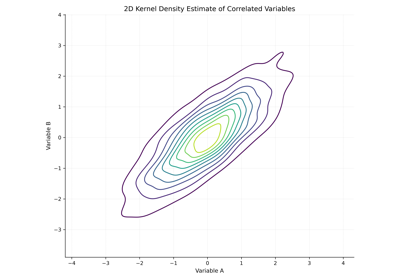 2D Kernel Density Estimate of Correlated Variables
4
3
2
1
0
−1
−2
−3
Variable B
−4 −3 −2 −1 0 1 2 3 4
Variable A